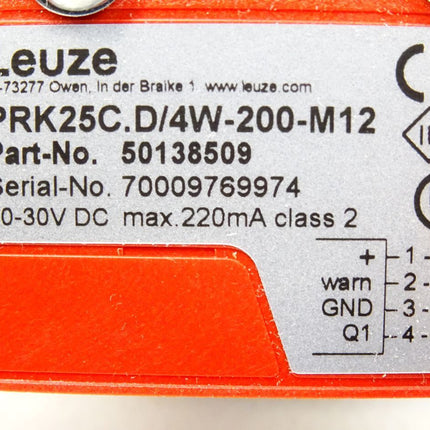 Leuze
-73277 Owen, In der Braike 1 www.leuze.com
PRK25C.D/4W-200-M12
Part-No. 50138509
Serial-No. 70009769974
0-30V DC max.220mA class 2
+ 1
warn 2
GND 3
Q1 4